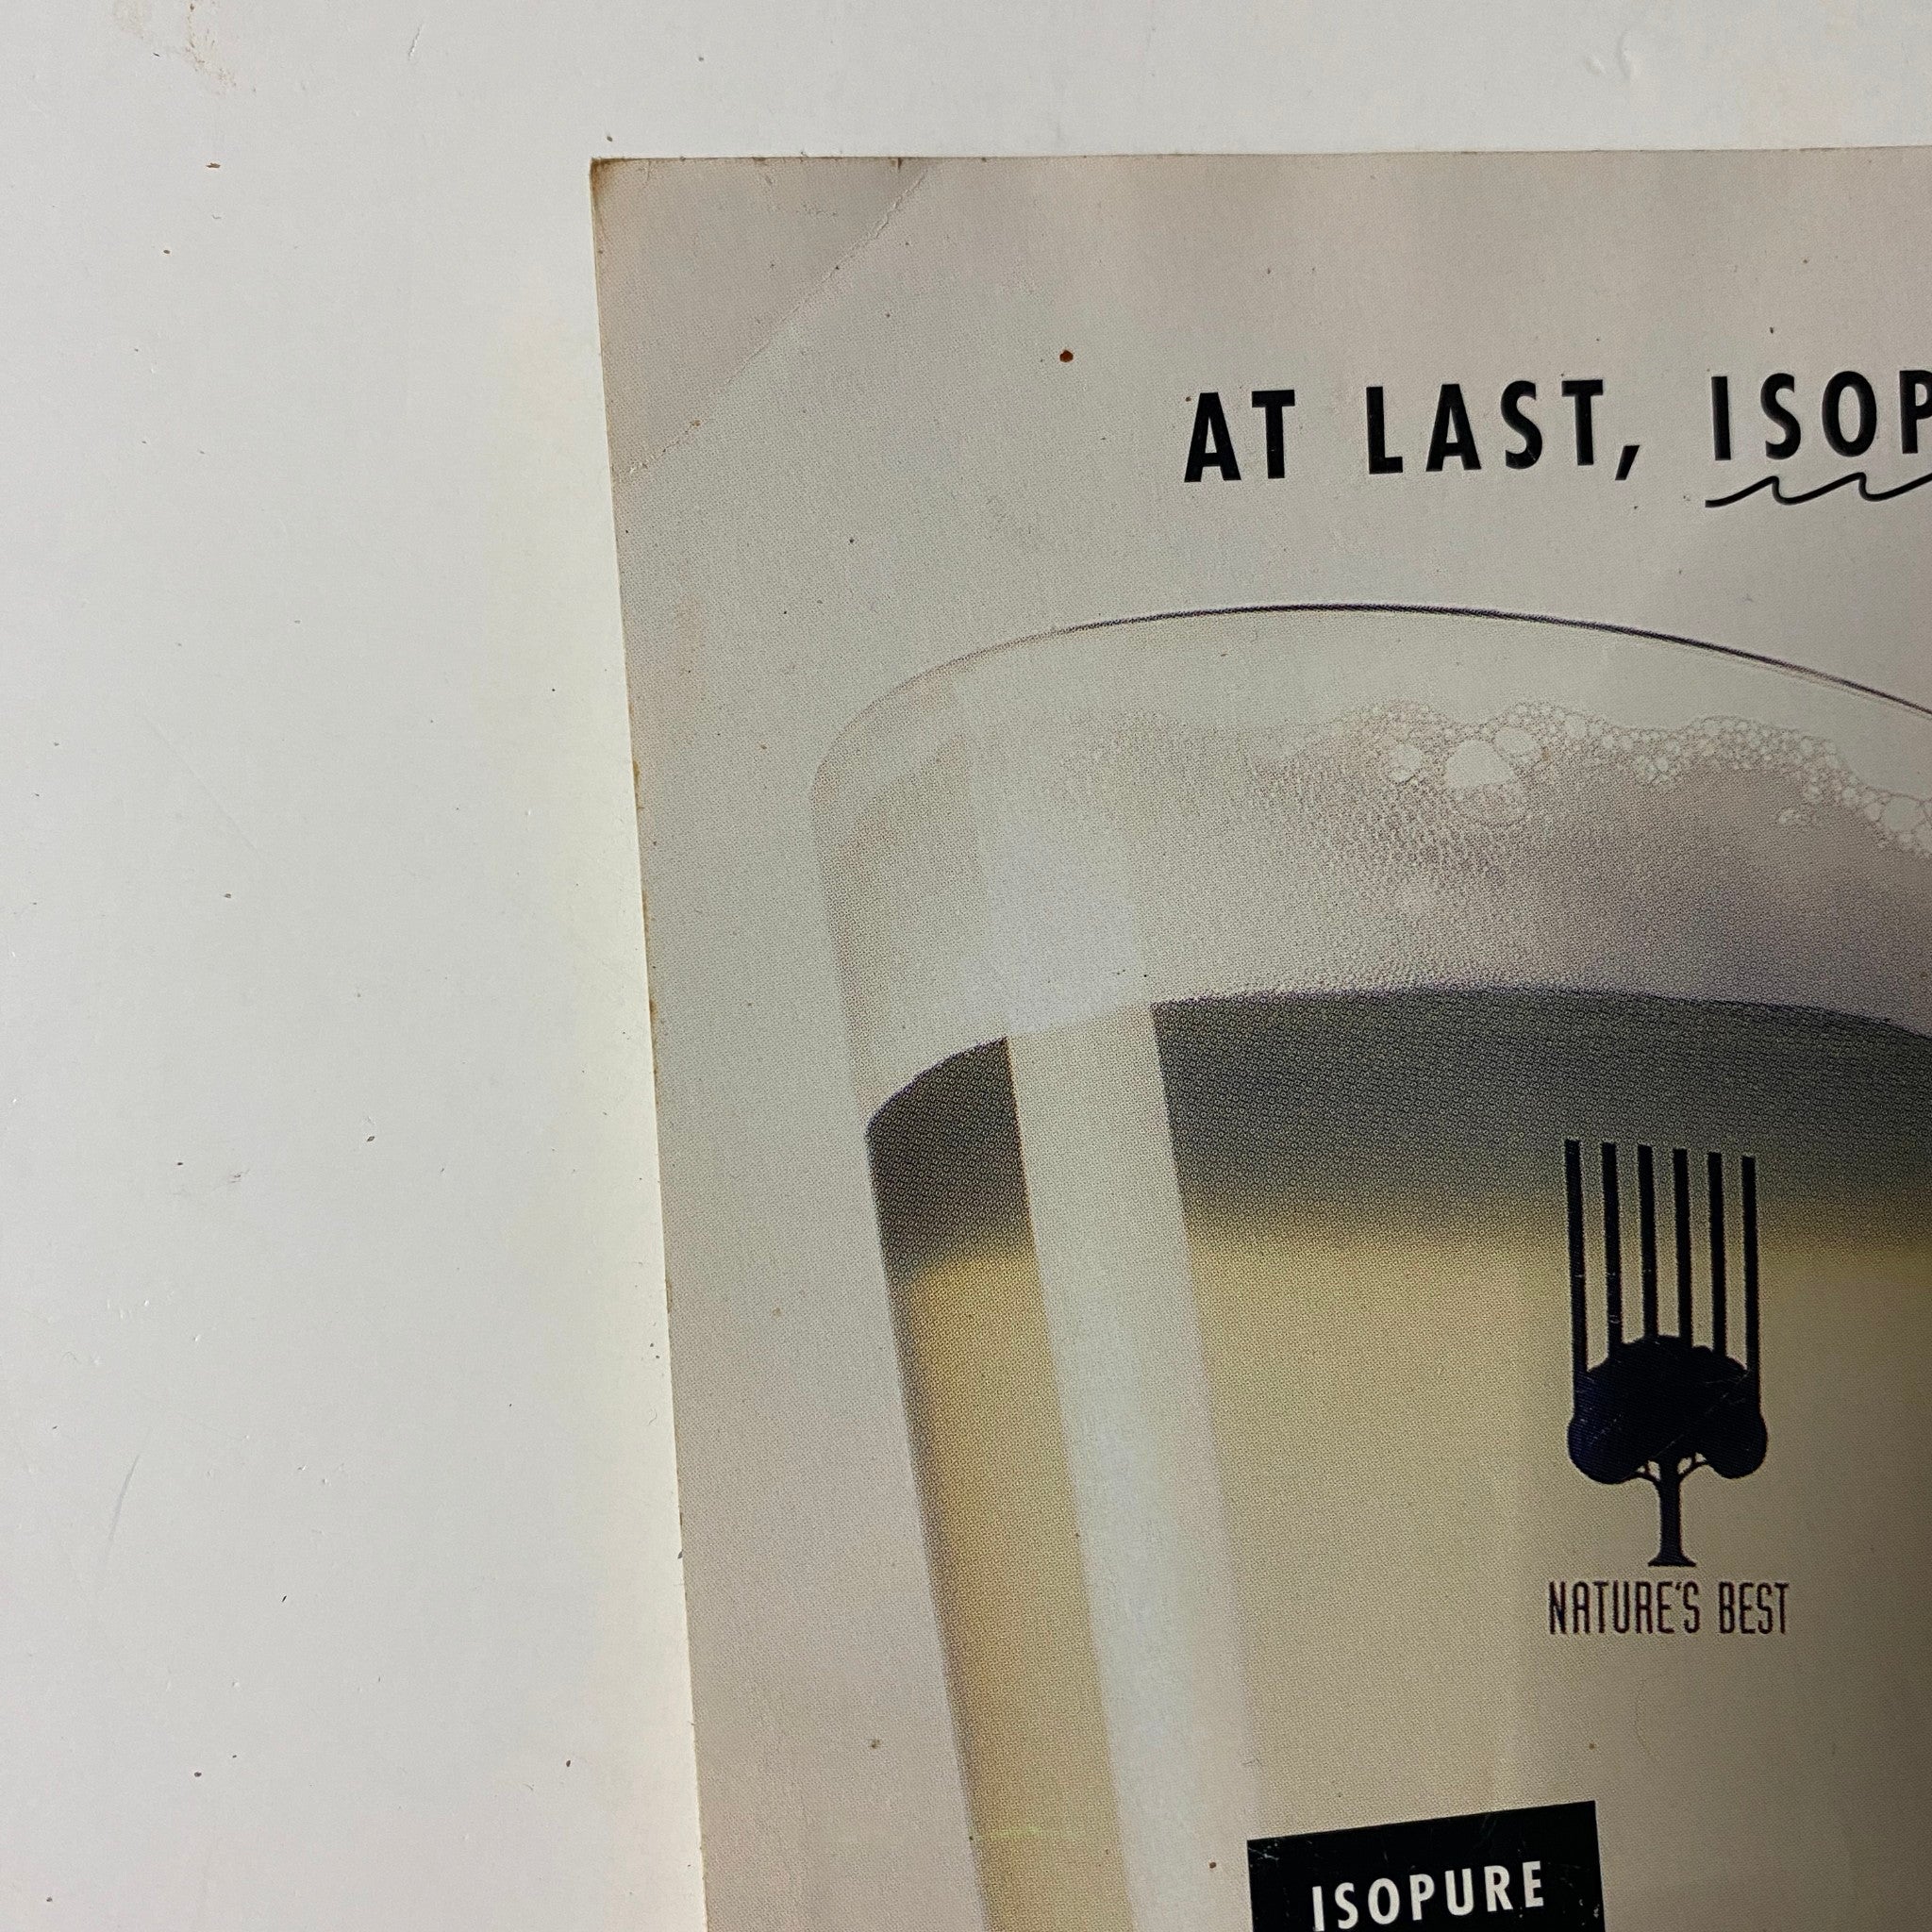 AT LAST, ISOP
NATURE'S BEST
ISOPURE